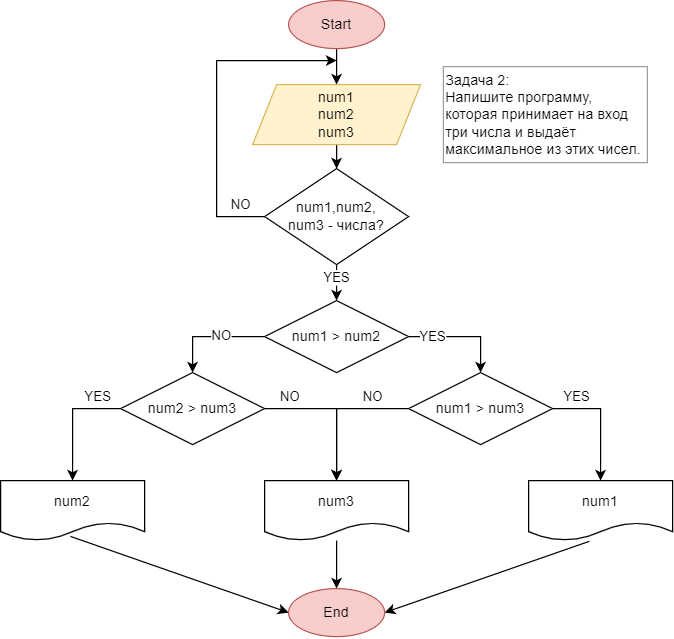 Start
num1
num2
num3
Задача 2:
Напишите программу,
которая принимает на вход
три числа и выдаёт
максимальное из этих чисел.
NO
num1,num2,
num3 - числа?
YES
num1 > num2
NO
YES
YES
num2 > num3
NO
NO
num1 > num3
YES
num2
num3
num1
End